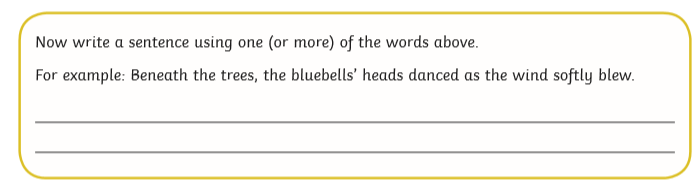 Now write a sentence using one (or more) of the words above.
For example: Beneath the trees, the bluebells’ heads danced as the wind softly blew.